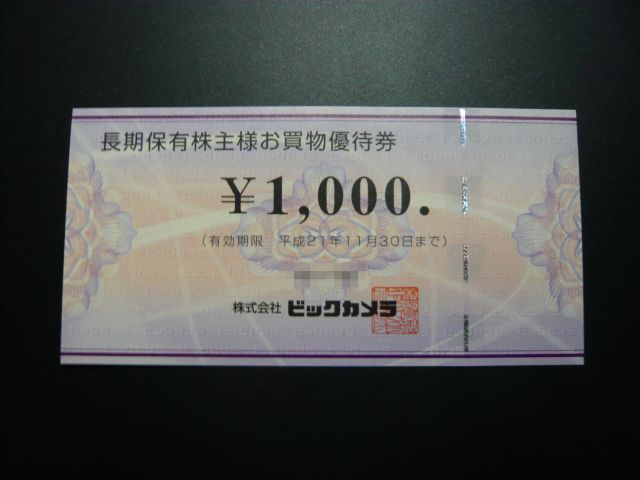 長期保有株主様お買物優待券
¥1,000.
(有効期限 平成21年11月30日まで)
株式会社 ビックカメラ